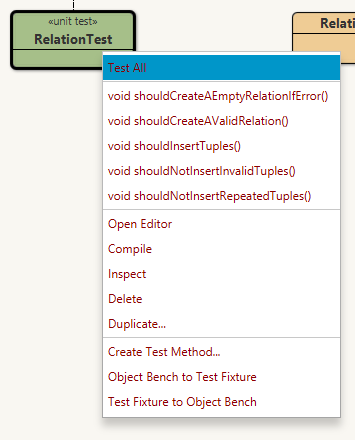 «unit test»
RelationTest
Relati
Test All
void shouldCreateAEmptyRelationIfError()
void shouldCreateAValidRelation()
void shouldInsertTuples()
void shouldNotInsertInvalidTuples()
void shouldNotInsertRepeatedTuples()
Open Editor
Compile
Inspect
Delete
Duplicate...
Create Test Method...
Object Bench to Test Fixture
Test Fixture to Object Bench